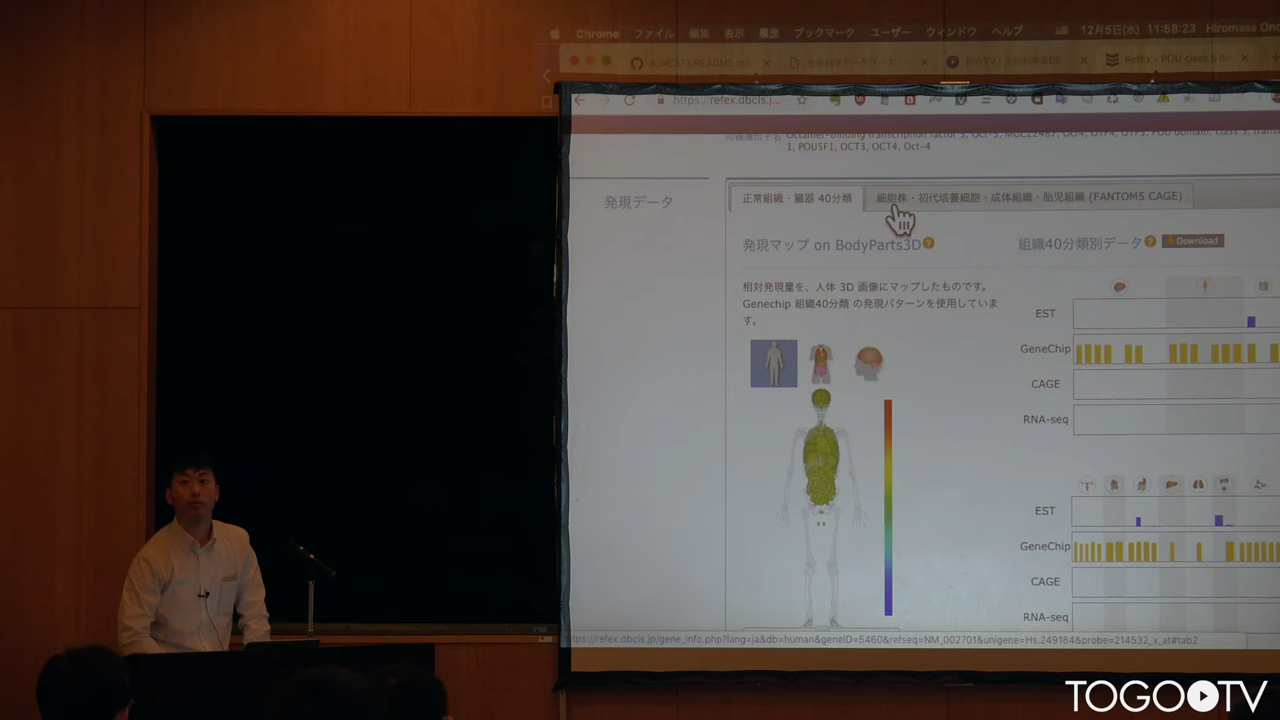 Chrome ファイル 編集 表示 履歴 ブックマーク ユーザー ウィンドウ ヘルプ 12月5日(水) 11:58:23 Hiromasa On
RefEx - POU class 5 h
https://refex.dbcls.j...
1, POU5F1, OCT3, OCT4, Oct-4
発現データ
正常組織・臓器 40分類
細胞株・初代培養細胞・成体組織・胎児組織 (FANTOM5 CAGE)
発現マップ on BodyParts3D
組織40分類別データ
Download
相対発現量を、人体 3D 画像にマップしたものです。
Genechip 組織40分類 の発現パターンを使用していま
す。
EST
GeneChip
CAGE
RNA-seq
EST
GeneChip
CAGE
RNA-seq
https://refex.dbcls.jp/gene_info.php?lang=ja&db=human&geneID=5460&refseq=NM_002701&unigene=Hs.249184&probe=214532_x_at#tab2
TOGO TV